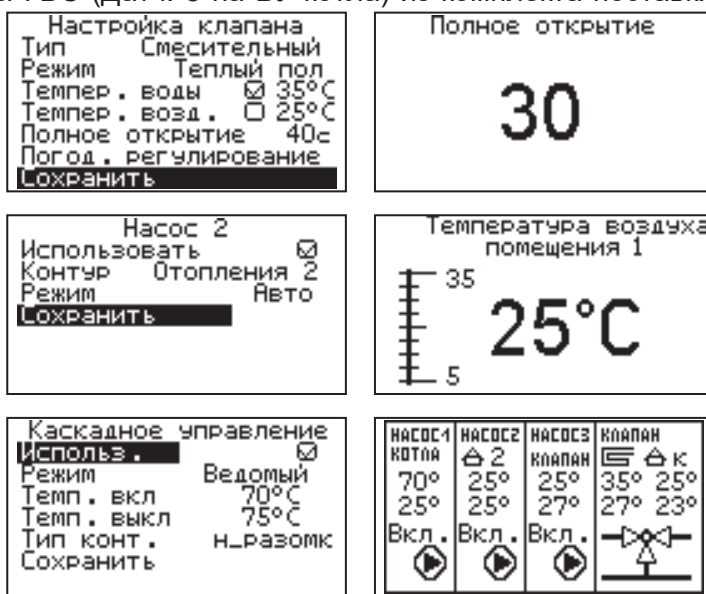 Настройка клапана
Тип Смесительный
Режим Теплый пол
Темпер. воды 35°C
Темпер. возд. 25°C
Полное открытие 40с
Погод. регулирование
Сохранить
Полное открытие
30
Насос 2
Использовать
Контур Отопления 2
Режим Авто
Сохранить
Температура воздуха
помещения 1
35
25°C
5
Каскадное управление
Использ.
Режим Ведомый
Темп. вкл 70°C
Темп. выкл 75°C
Тип конт. н_разомк
Сохранить
НАСОС1 НАСОС2 НАСОС3 КЛАПАН
КОТЛА 2 КЛАПАН К
70° 25° 25° 35° 25°
25° 25° 27° 27° 23°
Вкл. Вкл. Вкл.